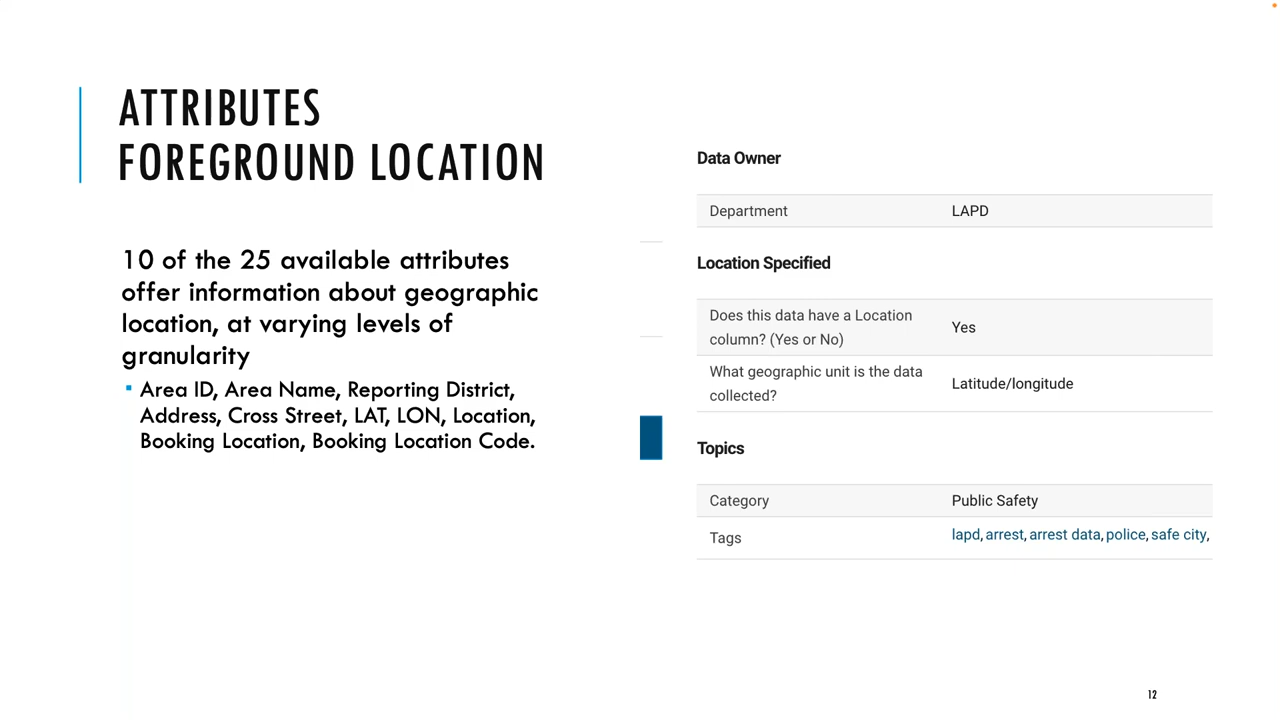 ATTRIBUTES
FOREGROUND LOCATION
10 of the 25 available attributes
offer information about geographic
location, at varying levels of
granularity
Area ID, Area Name, Reporting District,
Address, Cross Street, LAT, LON, Location,
Booking Location, Booking Location Code.
Data Owner
Department LAPD
Location Specified
Does this data have a Location
column? (Yes or No) Yes
What geographic unit is the data
collected? Latitude/longitude
Topics
Category Public Safety
Tags lapd, arrest, arrest data, police, safe city,
12